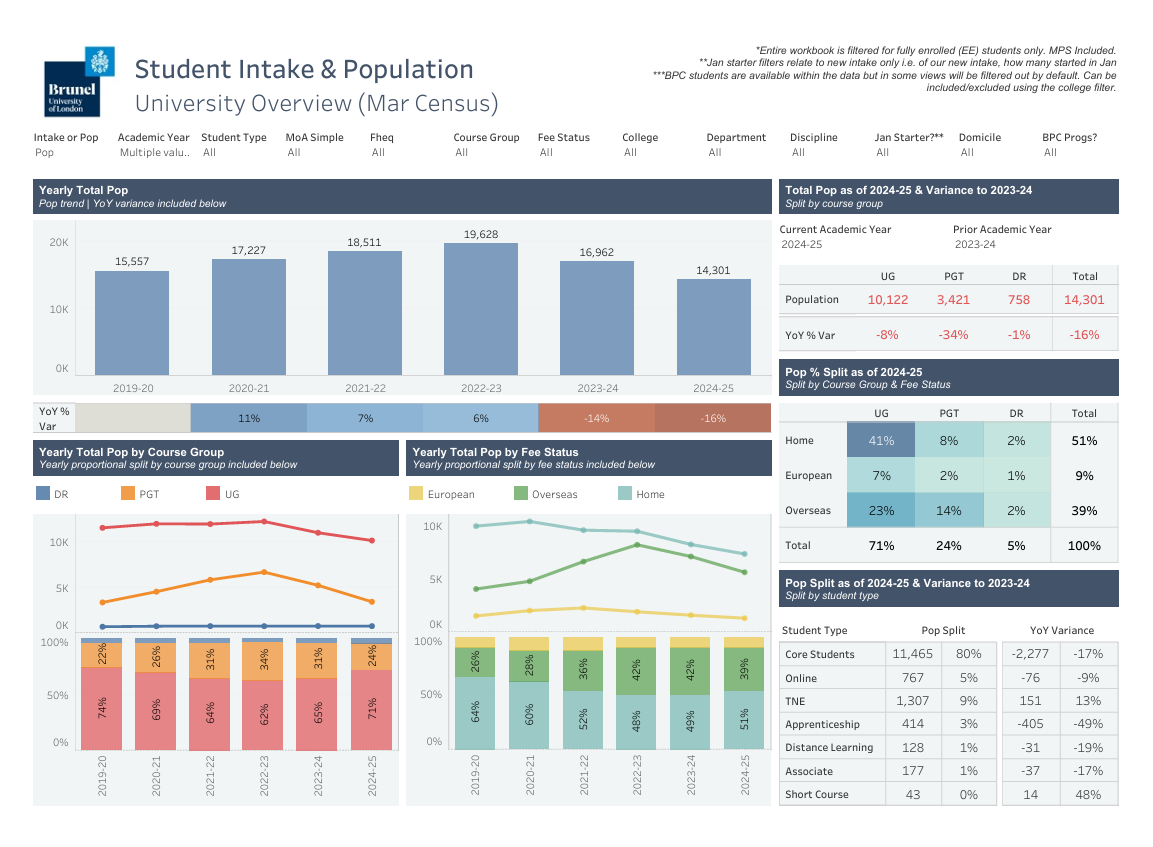 Brunel
University
of London
Student Intake & Population
University Overview (Mar Census)
*Entire workbook is filtered for fully enrolled (EE) students only. MPS Included.
**Jan starter filters relate to new intake only i.e. of our new intake, how many started in Jan
***BPC students are available within the data but in some views will be filtered out by default. Can be
included/excluded using the college filter.
Intake or Pop Academic Year Student Type MoA Simple Fheq Course Group Fee Status College Department Discipline Jan Starter?** Domicile BPC Progs?
Pop Multiple valu.. All All All All All All All All All All All
Yearly Total Pop
Pop trend | YoY variance included below
20K
10K
0K
15,557 17,227 18,511 19,628 16,962 14,301
2019-20 2020-21 2021-22 2022-23 2023-24 2024-25
YoY %
Var
11% 7% 6% -14% -16%
Yearly Total Pop by Course Group
Yearly proportional split by course group included below
DR PGT UG
10K
5K
0K
100%
50%
0%
22% 26% 31% 34% 31% 24%
74% 69% 64% 62% 65% 71%
2019-20 2020-21 2021-22 2022-23 2023-24 2024-25
Yearly Total Pop by Fee Status
Yearly proportional split by fee status included below
European Overseas Home
10K
5K
0K
100%
50%
0%
26% 28% 36% 42% 42% 39%
64% 60% 52% 48% 49% 51%
2019-20 2020-21 2021-22 2022-23 2023-24 2024-25
Total Pop as of 2024-25 & Variance to 2023-24
Split by course group
Current Academic Year Prior Academic Year
2024-25 2023-24
UG PGT DR Total
Population 10,122 3,421 758 14,301
YoY % Var -8% -34% -1% -16%
Pop % Split as of 2024-25
Split by Course Group & Fee Status
UG PGT DR Total
Home 41% 8% 2% 51%
European 7% 2% 1% 9%
Overseas 23% 14% 2% 39%
Total 71% 24% 5% 100%
Pop Split as of 2024-25 & Variance to 2023-24
Split by student type
Student Type Pop Split YoY Variance
Core Students 11,465 80% -2,277 -17%
Online 767 5% -76 -9%
TNE 1,307 9% 151 13%
Apprenticeship 414 3% -405 -49%
Distance Learning 128 1% -31 -19%
Associate 177 1% -37 -17%
Short Course 43 0% 14 48%